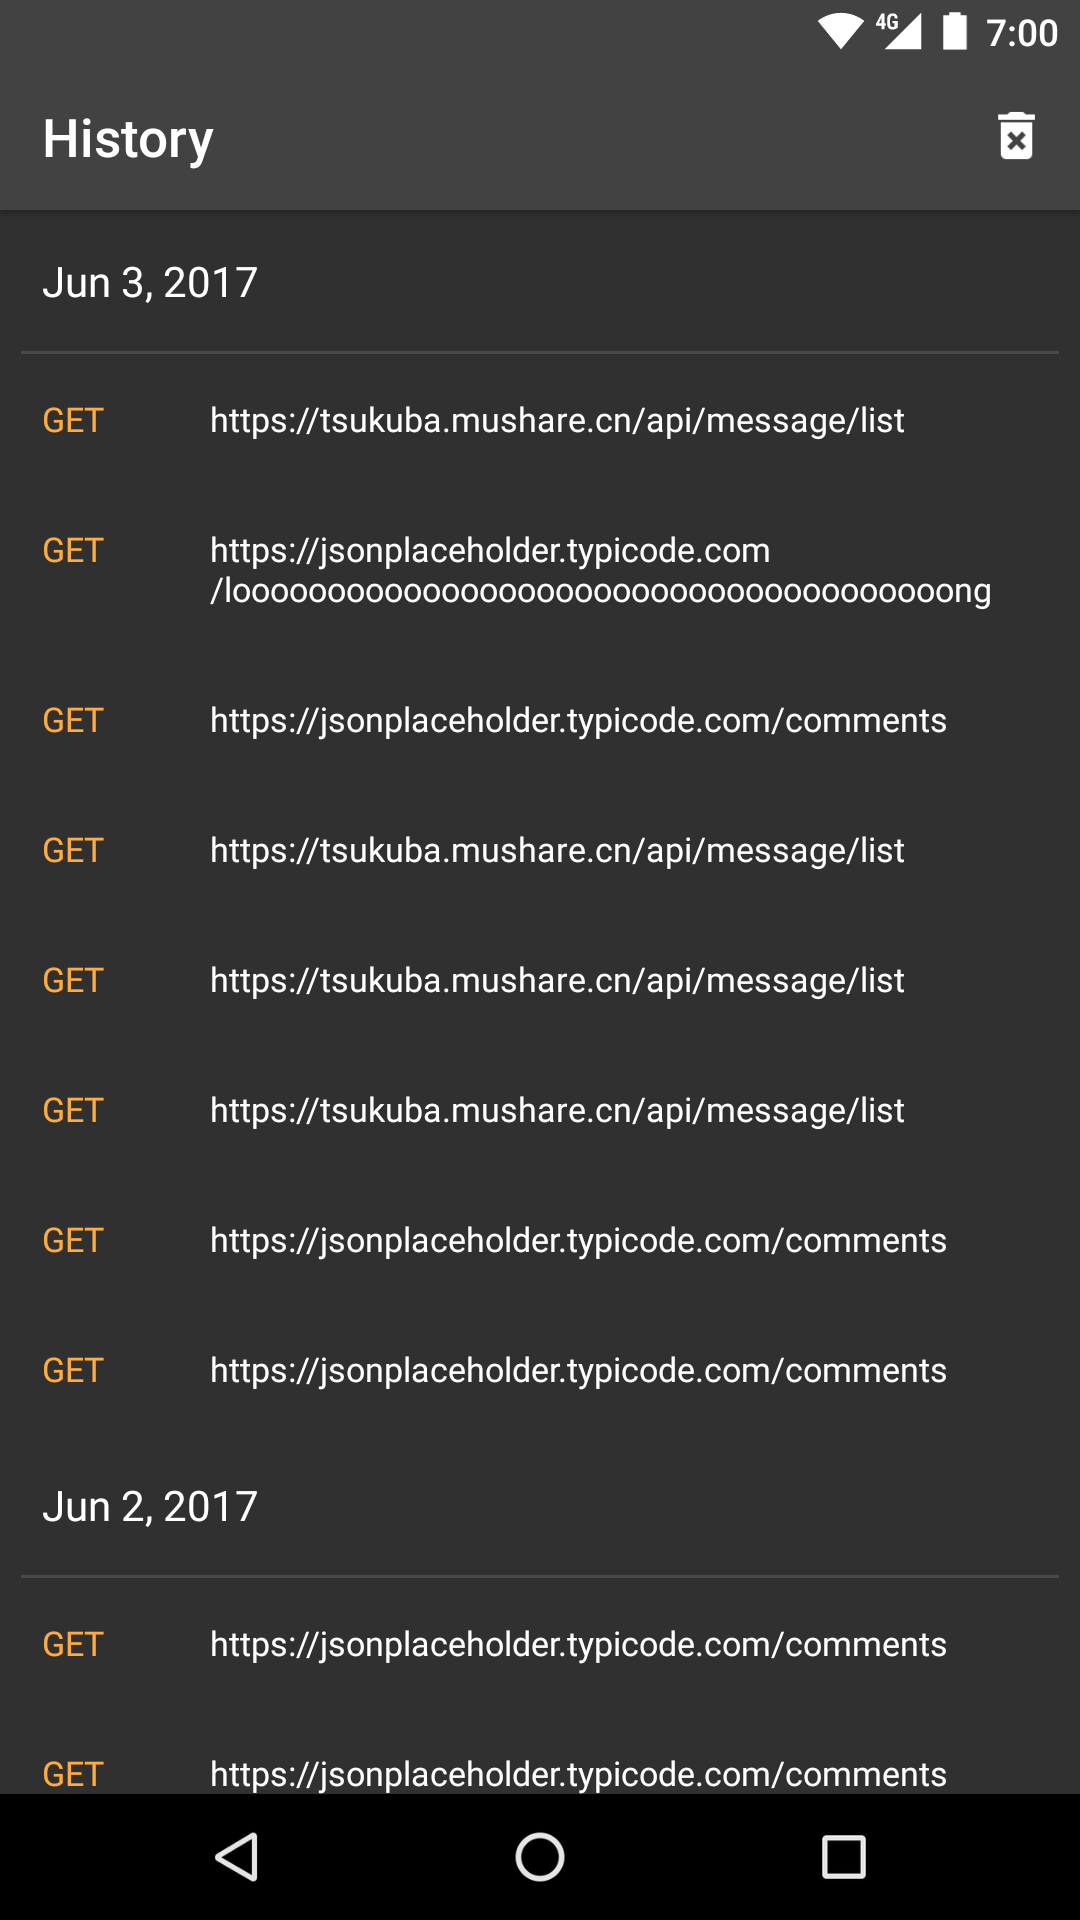 4G 7:00
History
Jun 3, 2017
GET https://tsukuba.mushare.cn/api/message/list
GET https://jsonplaceholder.typicode.com
/looooooooooooooooooooooooooooooooooooooong
GET https://jsonplaceholder.typicode.com/comments
GET https://tsukuba.mushare.cn/api/message/list
GET https://tsukuba.mushare.cn/api/message/list
GET https://tsukuba.mushare.cn/api/message/list
GET https://jsonplaceholder.typicode.com/comments
GET https://jsonplaceholder.typicode.com/comments
Jun 2, 2017
GET https://jsonplaceholder.typicode.com/comments
GET https://jsonplaceholder.typicode.com/comments